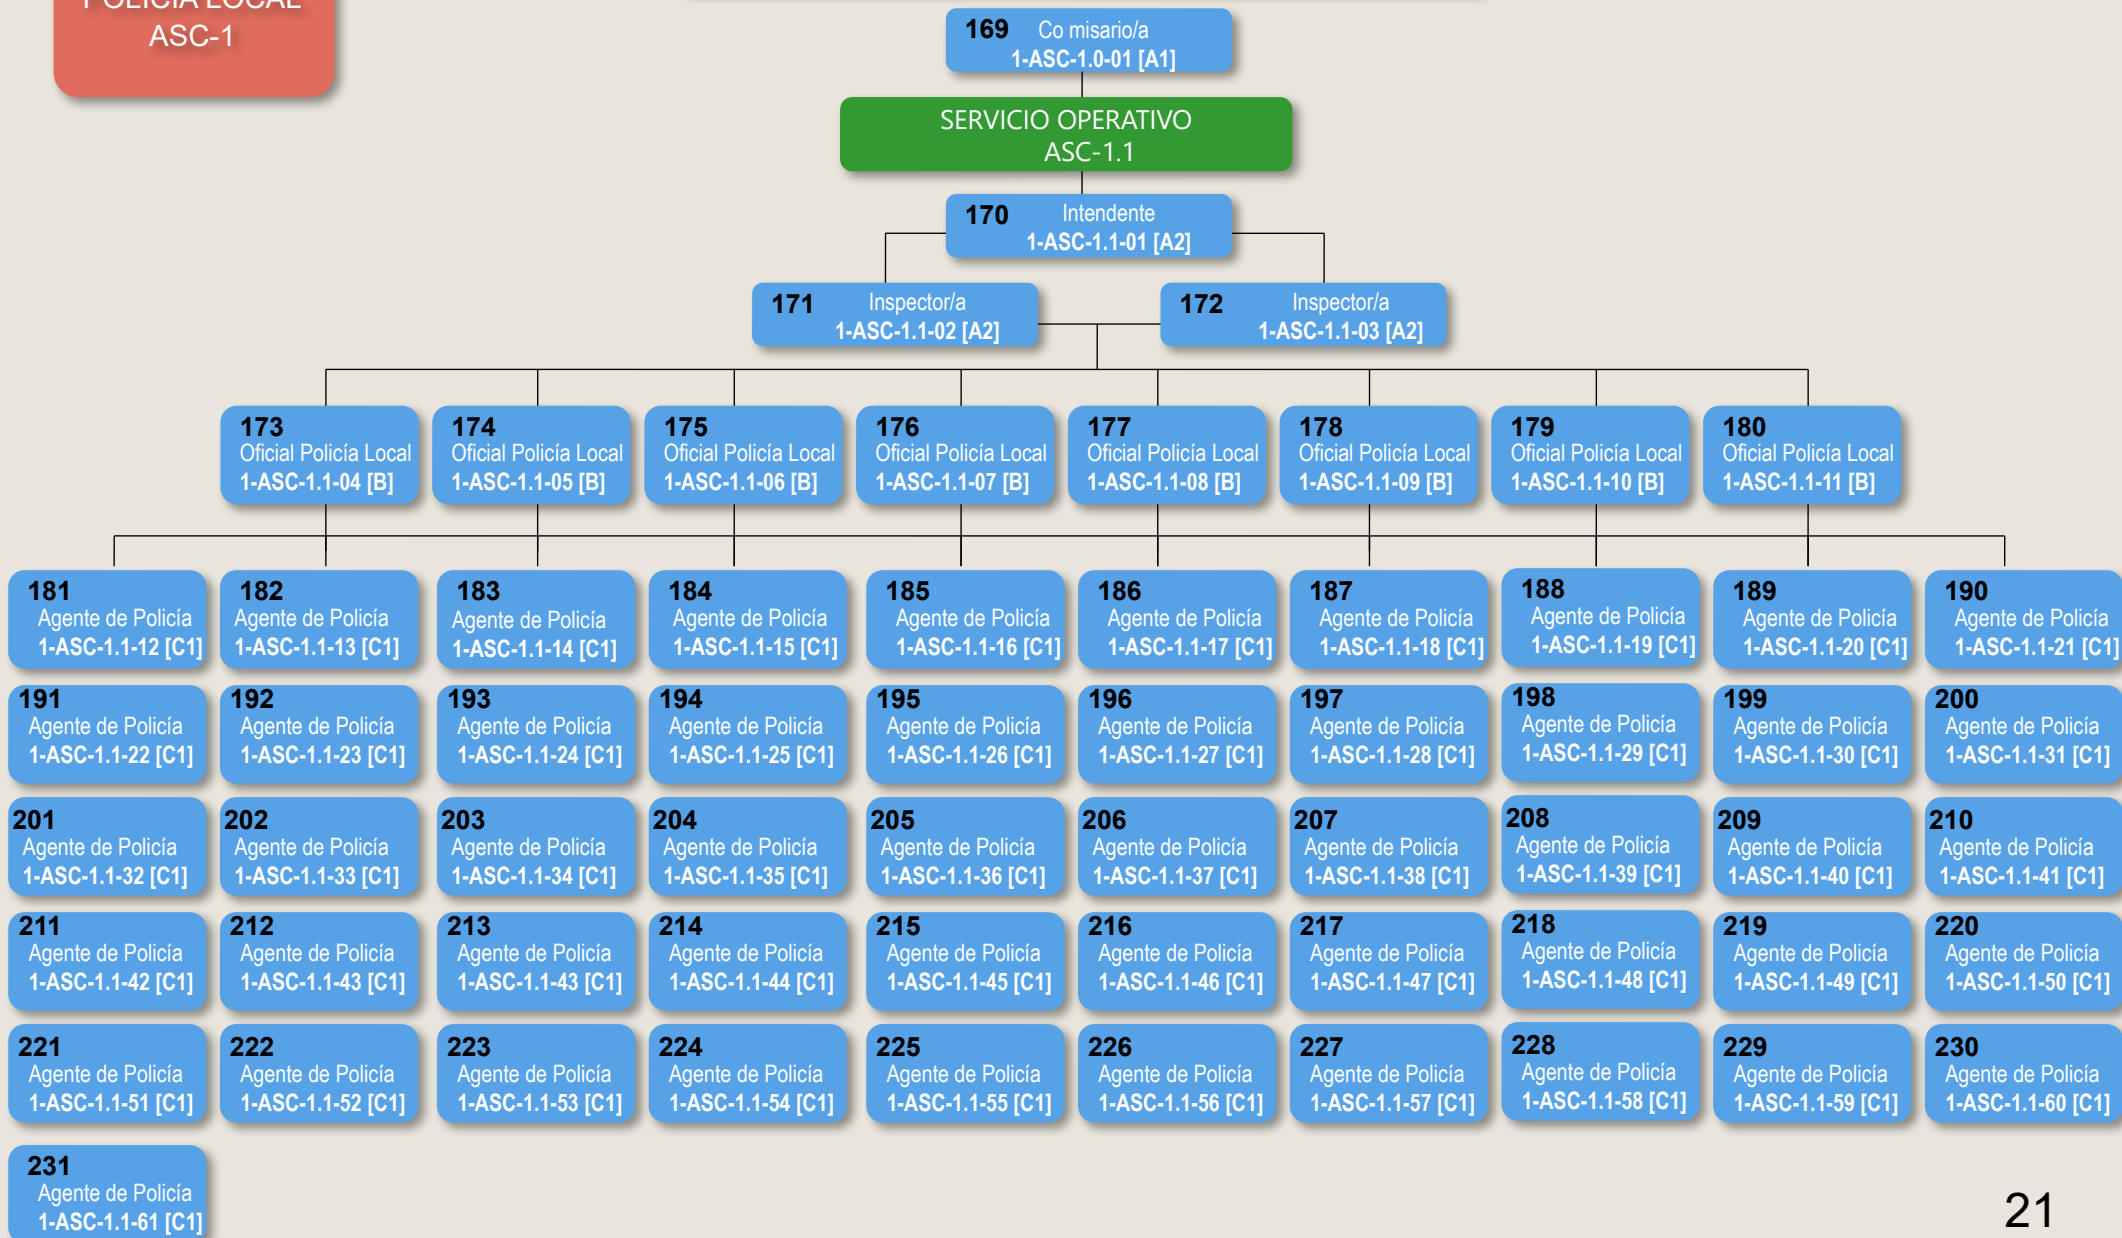 POLICÍA LOCAL
ASC-1
169 Co misario/a
1-ASC-1.0-01 [A1]
SERVICIO OPERATIVO
ASC-1.1
170 Intendente
1-ASC-1.1-01 [A2]
171 Inspector/a
1-ASC-1.1-02 [A2]
172 Inspector/a
1-ASC-1.1-03 [A2]
173
Oficial Policía Local
1-ASC-1.1-04 [B]
174
Oficial Policía Local
1-ASC-1.1-05 [B]
175
Oficial Policía Local
1-ASC-1.1-06 [B]
176
Oficial Policía Local
1-ASC-1.1-07 [B]
177
Oficial Policía Local
1-ASC-1.1-08 [B]
178
Oficial Policía Local
1-ASC-1.1-09 [B]
179
Oficial Policía Local
1-ASC-1.1-10 [B]
180
Oficial Policía Local
1-ASC-1.1-11 [B]
181
Agente de Policía
1-ASC-1.1-12 [C1]
182
Agente de Policía
1-ASC-1.1-13 [C1]
183
Agente de Policía
1-ASC-1.1-14 [C1]
184
Agente de Policía
1-ASC-1.1-15 [C1]
185
Agente de Policía
1-ASC-1.1-16 [C1]
186
Agente de Policía
1-ASC-1.1-17 [C1]
187
Agente de Policía
1-ASC-1.1-18 [C1]
188
Agente de Policía
1-ASC-1.1-19 [C1]
189
Agente de Policía
1-ASC-1.1-20 [C1]
190
Agente de Policía
1-ASC-1.1-21 [C1]
191
Agente de Policía
1-ASC-1.1-22 [C1]
192
Agente de Policía
1-ASC-1.1-23 [C1]
193
Agente de Policía
1-ASC-1.1-24 [C1]
194
Agente de Policía
1-ASC-1.1-25 [C1]
195
Agente de Policía
1-ASC-1.1-26 [C1]
196
Agente de Policía
1-ASC-1.1-27 [C1]
197
Agente de Policía
1-ASC-1.1-28 [C1]
198
Agente de Policía
1-ASC-1.1-29 [C1]
199
Agente de Policía
1-ASC-1.1-30 [C1]
200
Agente de Policía
1-ASC-1.1-31 [C1]
201
Agente de Policía
1-ASC-1.1-32 [C1]
202
Agente de Policía
1-ASC-1.1-33 [C1]
203
Agente de Policía
1-ASC-1.1-34 [C1]
204
Agente de Policía
1-ASC-1.1-35 [C1]
205
Agente de Policía
1-ASC-1.1-36 [C1]
206
Agente de Policía
1-ASC-1.1-37 [C1]
207
Agente de Policía
1-ASC-1.1-38 [C1]
208
Agente de Policía
1-ASC-1.1-39 [C1]
209
Agente de Policía
1-ASC-1.1-40 [C1]
210
Agente de Policía
1-ASC-1.1-41 [C1]
211
Agente de Policía
1-ASC-1.1-42 [C1]
212
Agente de Policía
1-ASC-1.1-43 [C1]
213
Agente de Policía
1-ASC-1.1-43 [C1]
214
Agente de Policía
1-ASC-1.1-44 [C1]
215
Agente de Policía
1-ASC-1.1-45 [C1]
216
Agente de Policía
1-ASC-1.1-46 [C1]
217
Agente de Policía
1-ASC-1.1-47 [C1]
218
Agente de Policía
1-ASC-1.1-48 [C1]
219
Agente de Policía
1-ASC-1.1-49 [C1]
220
Agente de Policía
1-ASC-1.1-50 [C1]
221
Agente de Policía
1-ASC-1.1-51 [C1]
222
Agente de Policía
1-ASC-1.1-52 [C1]
223
Agente de Policía
1-ASC-1.1-53 [C1]
224
Agente de Policía
1-ASC-1.1-54 [C1]
225
Agente de Policía
1-ASC-1.1-55 [C1]
226
Agente de Policía
1-ASC-1.1-56 [C1]
227
Agente de Policía
1-ASC-1.1-57 [C1]
228
Agente de Policía
1-ASC-1.1-58 [C1]
229
Agente de Policía
1-ASC-1.1-59 [C1]
230
Agente de Policía
1-ASC-1.1-60 [C1]
231
Agente de Policía
1-ASC-1.1-61 [C1]
21